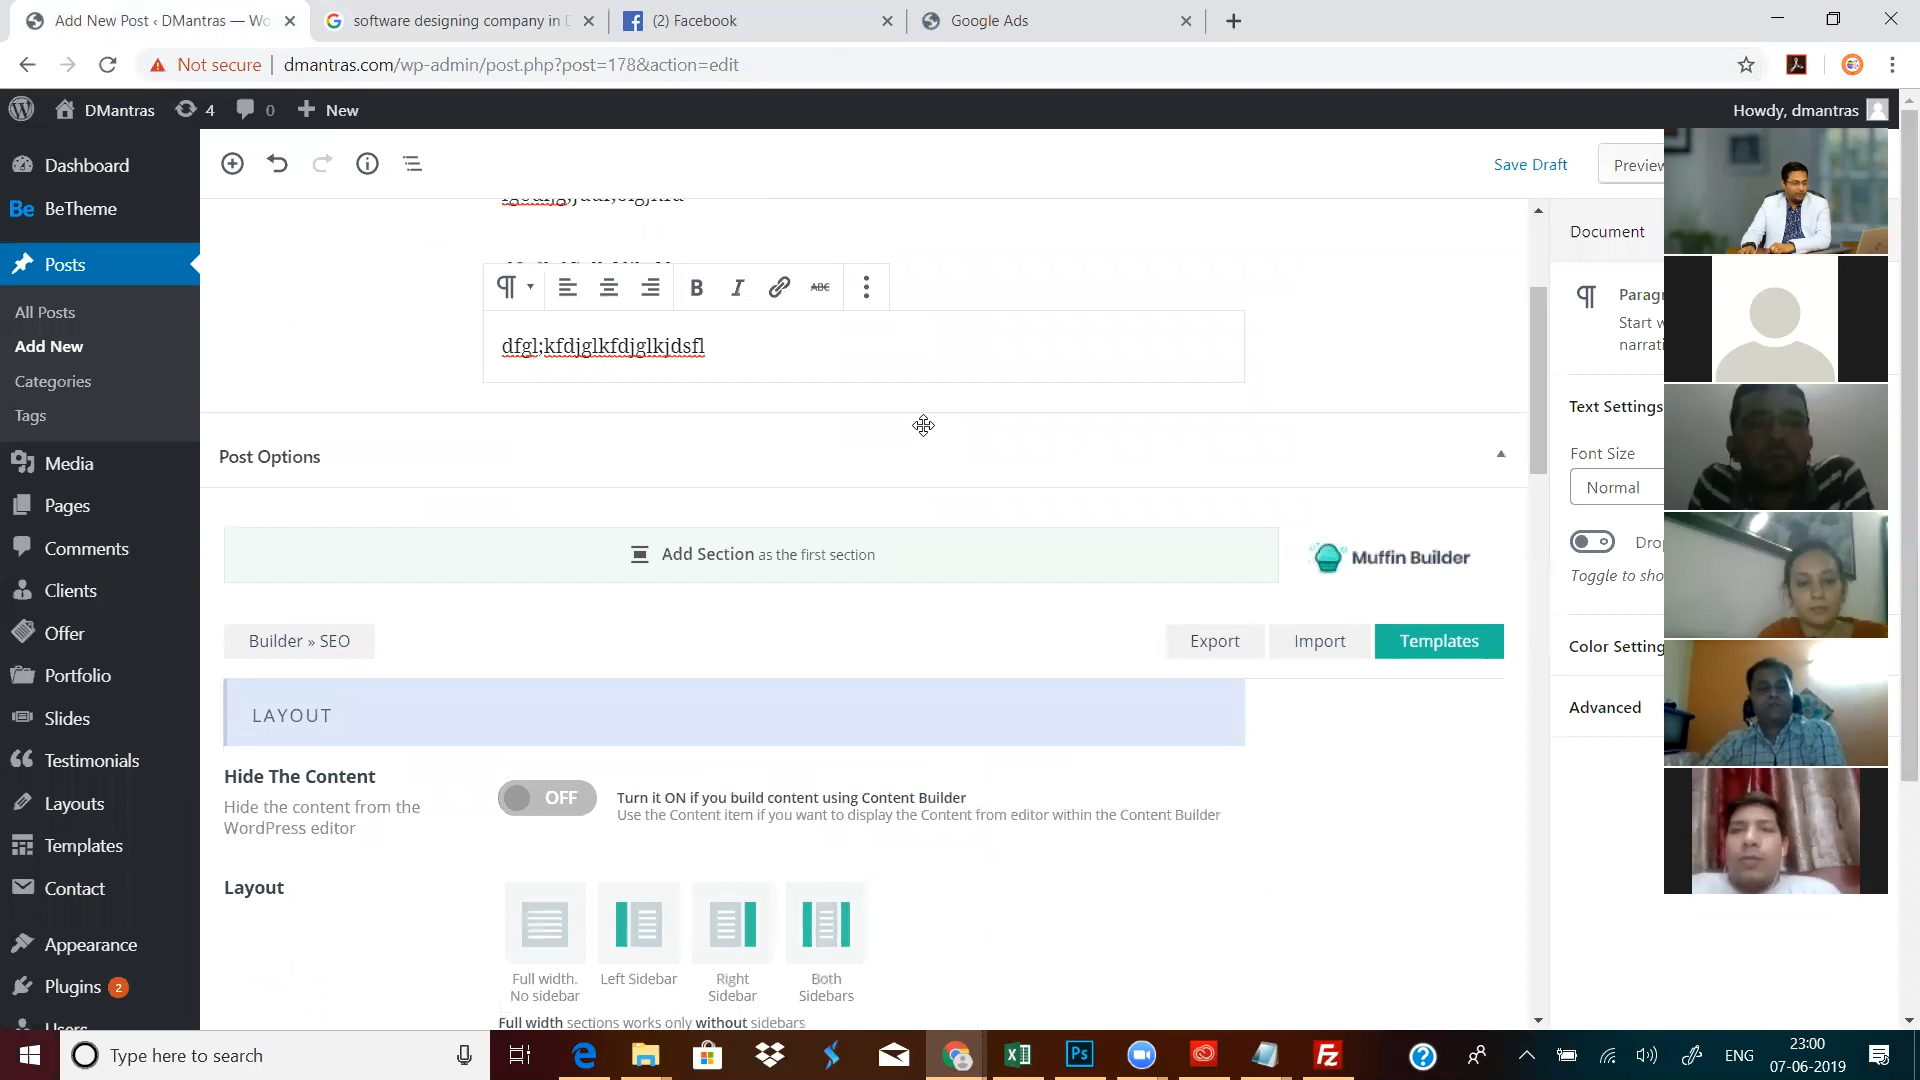 Add New Post ‹ DMantras — Wo
software designing company in D
(2) Facebook
Google Ads
Not secure
dmantras.com/wp-admin/post.php?post=178&action=edit
DMantras
4
0
New
Howdy, dmantras
Dashboard
Be BeTheme
Posts
All Posts
Add New
Categories
Tags
Media
Pages
Comments
Clients
Offer
Portfolio
Slides
Testimonials
Layouts
Templates
Contact
Appearance
Plugins 2
Users
Save Draft
Preview
B I ABC
dfgl;kfdjglkfdjglkjdsfl
Post Options
Add Section as the first section
Muffin Builder
Builder » SEO
Export
Import
Templates
LAYOUT
Hide The Content
Hide the content from the
WordPress editor
OFF
Turn it ON if you build content using Content Builder
Use the Content item if you want to display the Content from editor within the Content Builder
Layout
Full width.
No sidebar
Left Sidebar
Right
Sidebar
Both
Sidebars
Full width sections works only without sidebars
Document
Paragr
Start w
narrati
Text Settings
Font Size
Normal
Drop
Toggle to sho
Color Setting
Advanced
Type here to search
Ps
Fz
ENG
23:00
07-06-2019